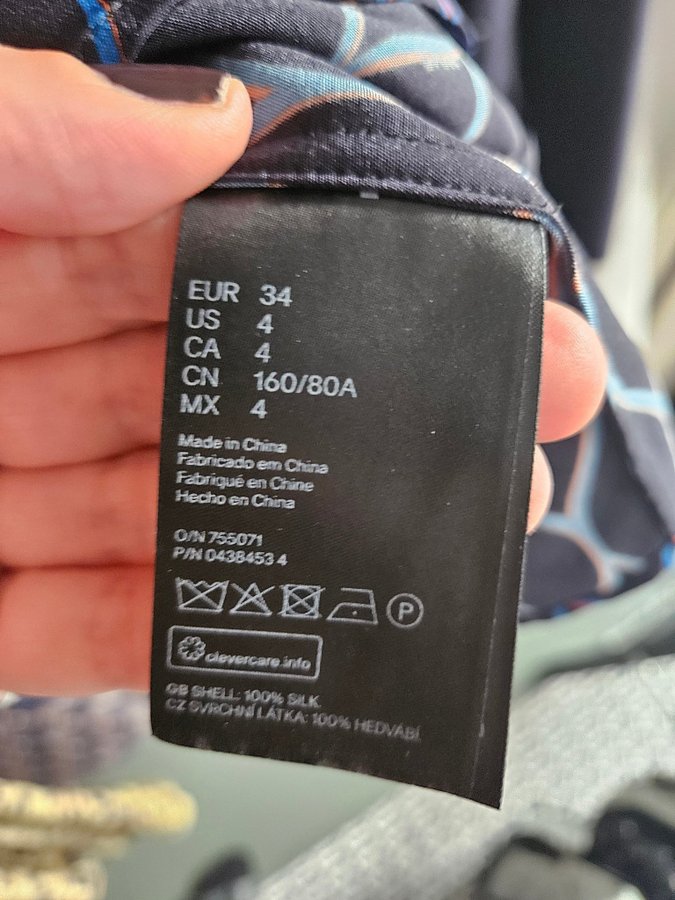 EUR 34
US 4
CA 4
CN 160/80A
MX 4
Made in China
Fabricado em China
Fabriqué en Chine
Hecho en China
O/N 755071
P/N 0438453 4
P
clevercare.info
GB SHELL: 100% SILK
CZ SVRCHNÍ LÁTKA: 100% HEDVÁBÍ